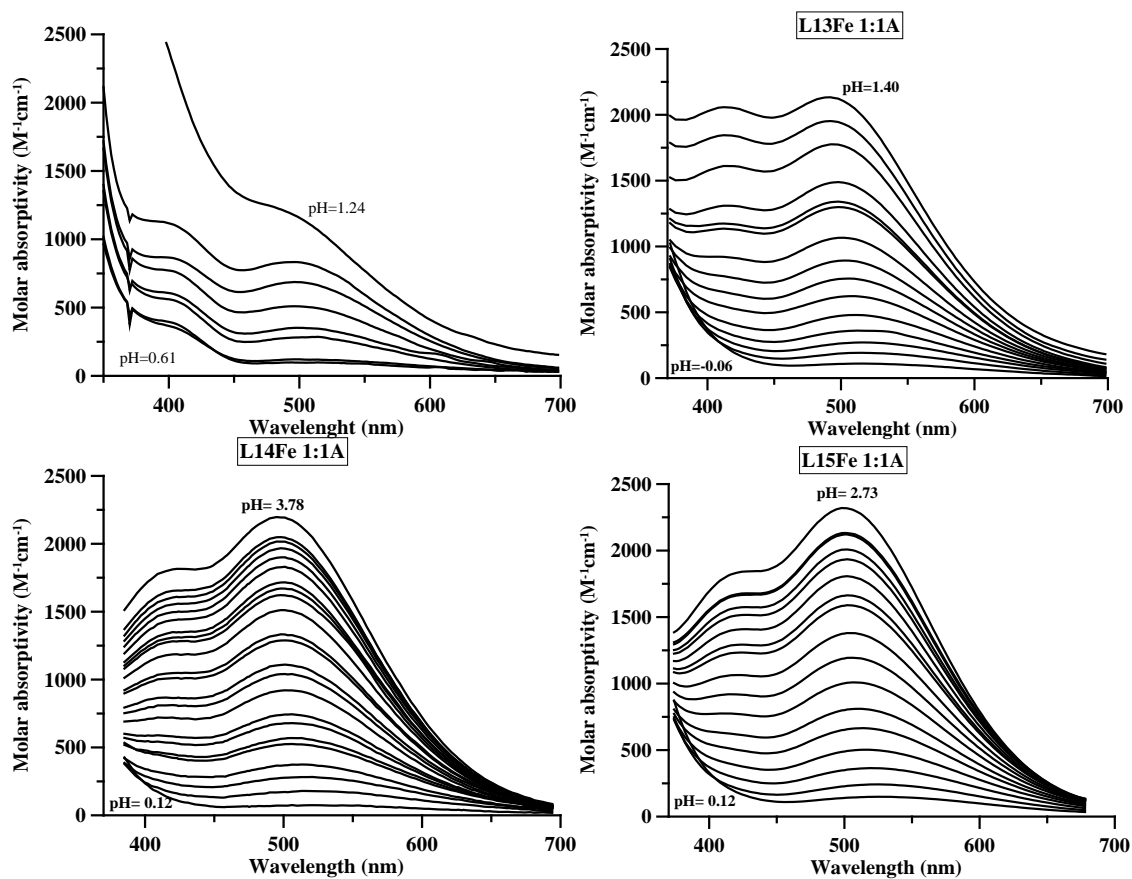 2500
2000
1500
1000
500
0
Molar absorptivity (M-1cm-1)
pH=1.24
pH=0.61
400
500
600
700
Wavelenght (nm)
L13Fe 1:1A
2500
2000
1500
1000
500
0
Molar absorptivity (M-1cm-1)
pH=1.40
pH=-0.06
400
500
600
700
Wavelenght (nm)
L14Fe 1:1A
2500
2000
1500
1000
500
0
Molar absorptivity (M-1cm-1)
pH= 3.78
pH= 0.12
400
500
600
700
Wavelength (nm)
L15Fe 1:1A
2500
2000
1500
1000
500
0
Molar absorptivity (M-1cm-1)
pH= 2.73
pH= 0.12
400
500
600
700
Wavelength (nm)